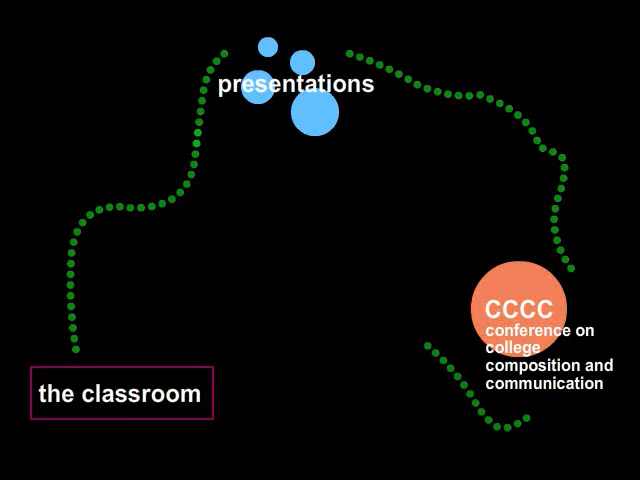 presentations
CCCC
conference on
college
composition and
communication
the classroom